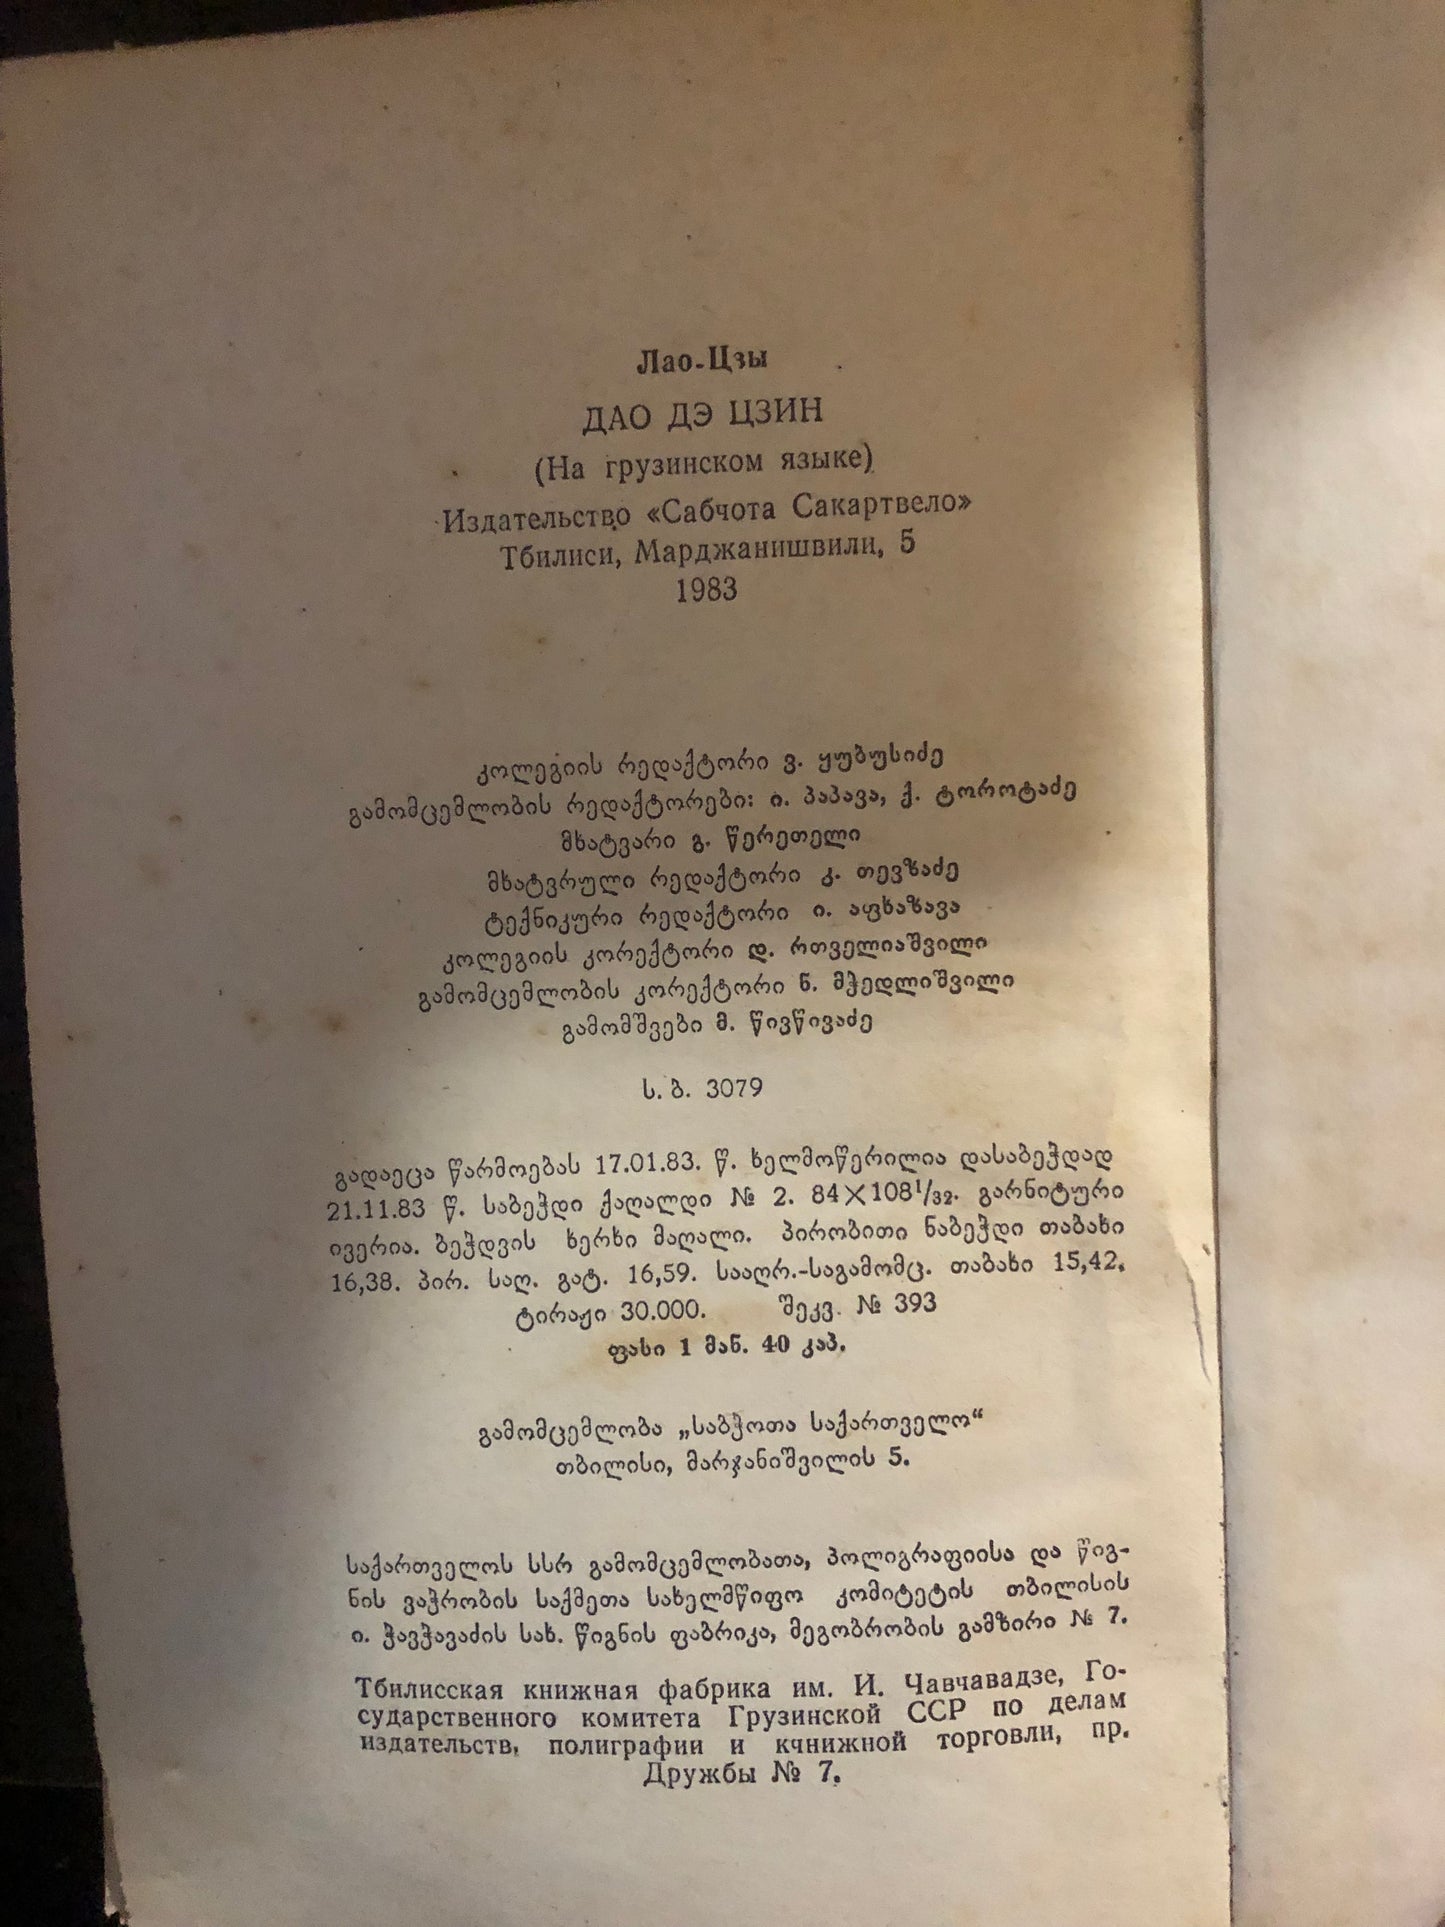 Лао-Цзы
ДАО ДЭ ЦЗИН
(На грузинском языке)
Издательство «Сабчота Сакартвело»
Тбилиси, Марджанишвили, 5
1983
კოლეგიის რედაქტორი ვ. ყუბუსიძე
გამომცემლობის რედაქტორები: ი. პაპავა, ქ. ტოროტაძე
მხატვარი გ. წერეთელი
მხატვრული რედაქტორი კ. თევზაძე
ტექნიკური რედაქტორი ი. აფხაზავა
კოლეგიის კორექტორი დ. რთველიაშვილი
გამომცემლობის კორექტორი ნ. მჭედლიშვილი
გამომშვები მ. წივწივაძე
ს. ბ. 3079
გადაეცა წარმოებას 17.01.83. წ. ხელმოწერილია დასაბეჭდად
21.11.83 წ. საბეჭდი ქაღალდი № 2. 84×108¹/₃₂. გარნიტური
ივერია. ბეჭდვის ხერხი მაღალი. პირობითი ნაბეჭდი თაბახი
16,38. პირ. საღ. გატ. 16,59. სააღრ.-საგამომც. თაბახი 15,42.
ტირაჟი 30.000. შეკვ. № 393
ფასი 1 მან. 40 კაპ.
გამომცემლობა „საბჭოთა საქართველო“
თბილისი, მარჯანიშვილის 5.
საქართველოს სსრ გამომცემლობათა, პოლიგრაფიისა და წიგ-
ნის ვაჭრობის საქმეთა სახელმწიფო კომიტეტის თბილისის
ი. ჭავჭავაძის სახ. წიგნის ფაბრიკა, მეგობრობის გამზირი № 7.
Тбилисская книжная фабрика им. И. Чавчавадзе, Го-
сударственного комитета Грузинской ССР по делам
издательств, полиграфии и кчнижной торговли, пр.
Дружбы № 7.